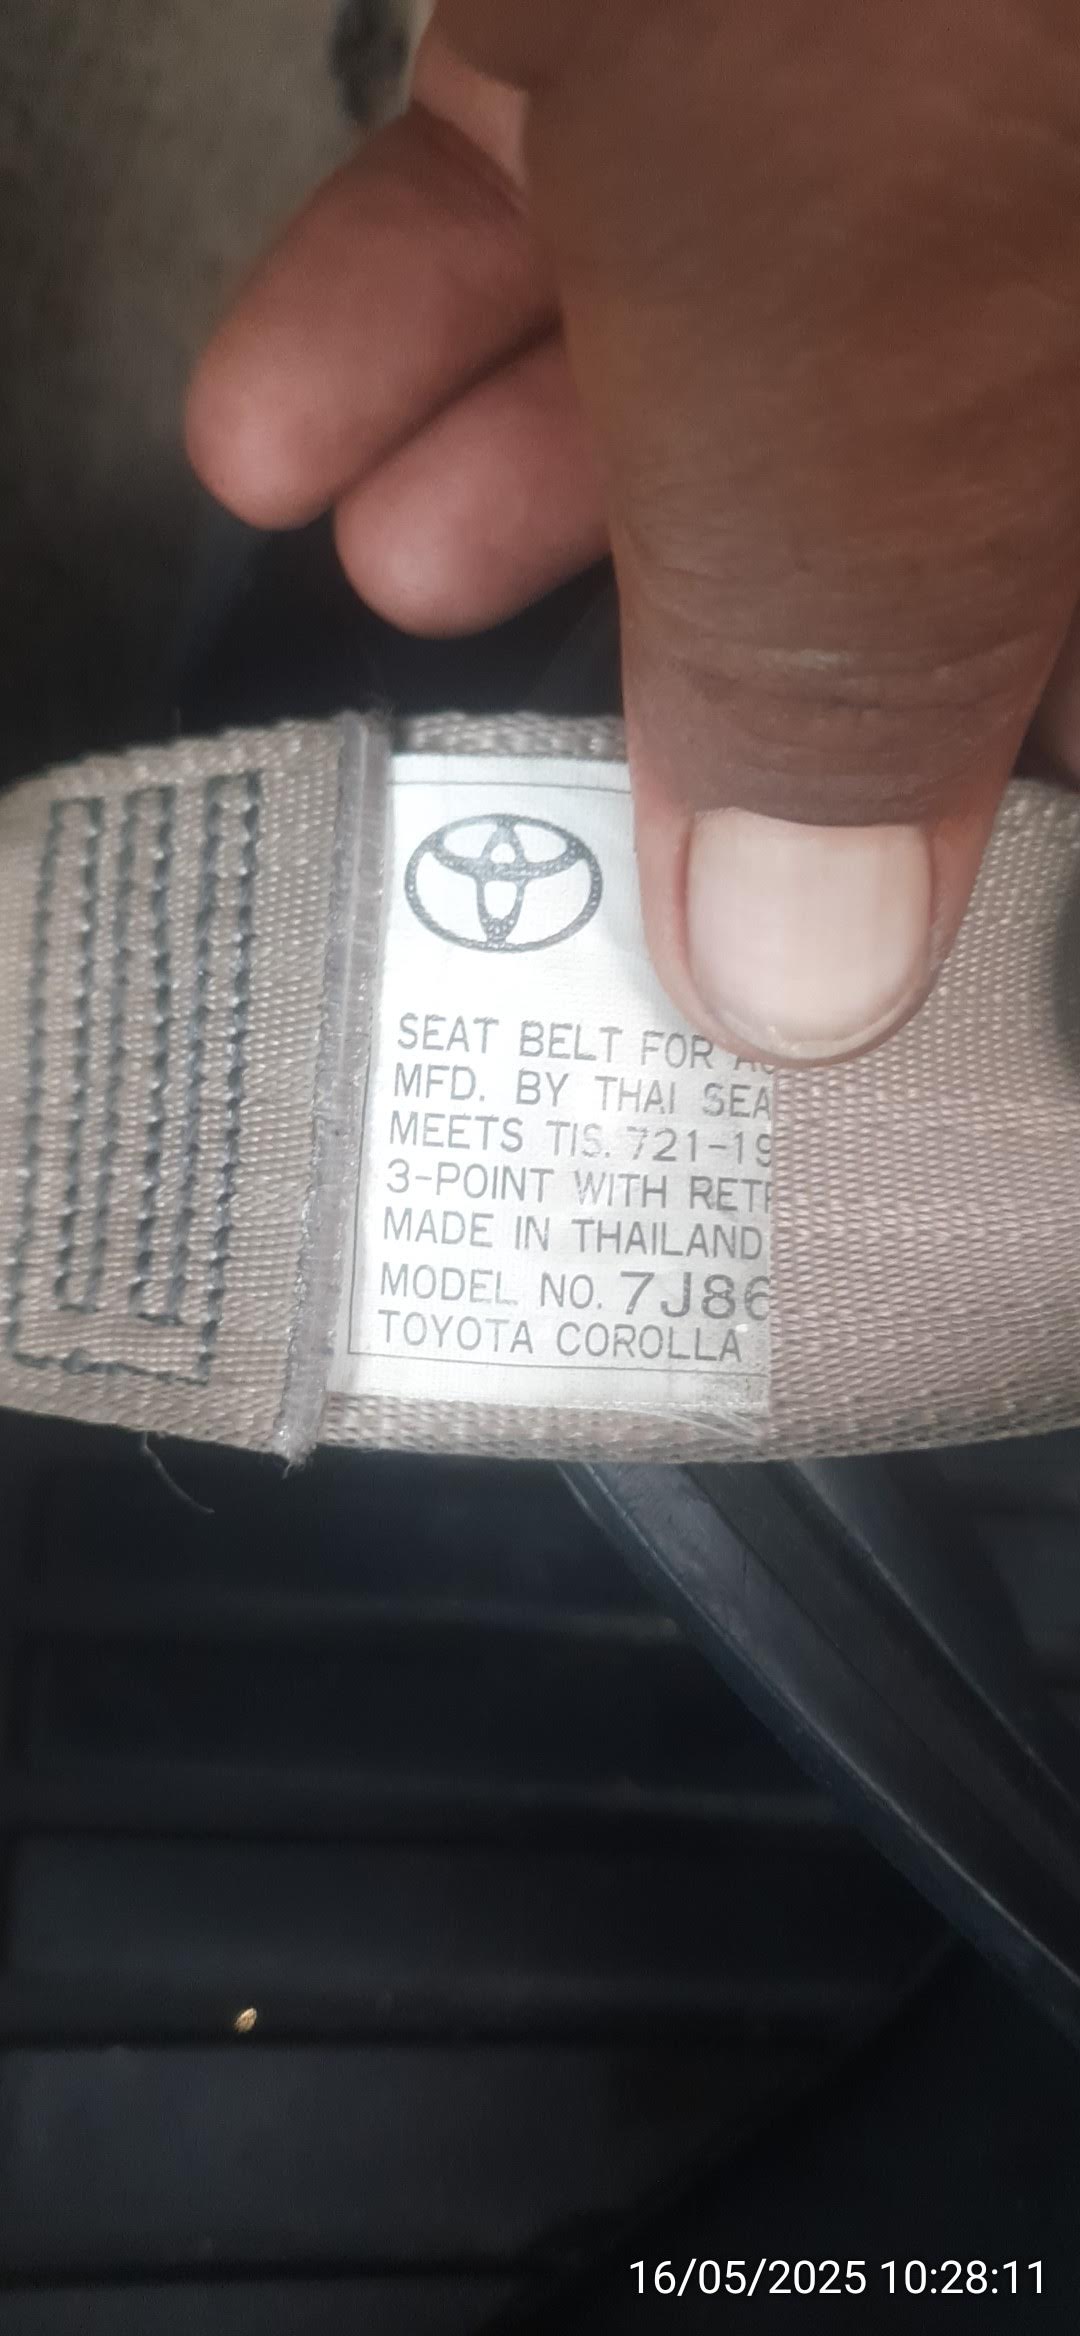 SEAT BELT FOR
MFD. BY THAI SEA
MEETS TIS. 721-19
3-POINT WITH RET
MADE IN THAILAND
MODEL NO. 7J86
TOYOTA COROLLA
16/05/2025 10:28:11